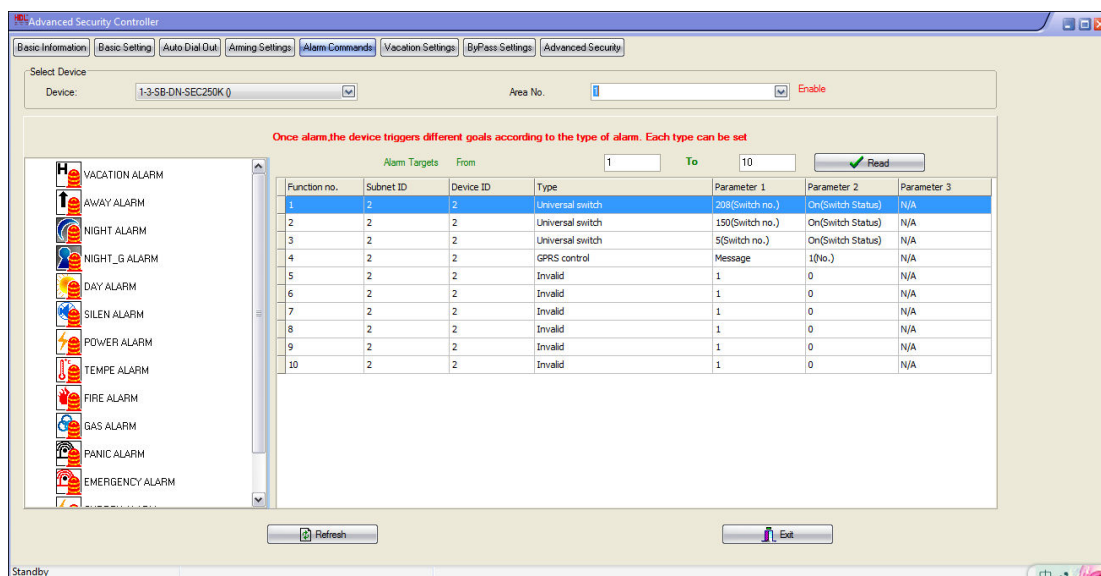 HDL Advanced Security Controller
Basic Information Basic Setting Auto Dial Out Arming Settings Alarm Commands Vacation Settings ByPass Settings Advanced Security
Select Device
Device: 1-3-SB-DN-SEC250K () Area No. 1 Enable
Once alarm,the device triggers different goals according to the type of alarm. Each type can be set
Alarm Targets From 1 To 10 Read
VACATION ALARM
AWAY ALARM
NIGHT ALARM
NIGHT_G ALARM
DAY ALARM
SILEN ALARM
POWER ALARM
TEMPE ALARM
FIRE ALARM
GAS ALARM
PANIC ALARM
EMERGENCY ALARM
Function no. Subnet ID Device ID Type Parameter 1 Parameter 2 Parameter 3
1 2 2 Universal switch 208(Switch no.) On(Switch Status) N/A
2 2 2 Universal switch 150(Switch no.) On(Switch Status) N/A
3 2 2 Universal switch 5(Switch no.) On(Switch Status) N/A
4 2 2 GPRS control Message 1(No.) N/A
5 2 2 Invalid 1 0 N/A
6 2 2 Invalid 1 0 N/A
7 2 2 Invalid 1 0 N/A
8 2 2 Invalid 1 0 N/A
9 2 2 Invalid 1 0 N/A
10 2 2 Invalid 1 0 N/A
Refresh Exit
Standby
中